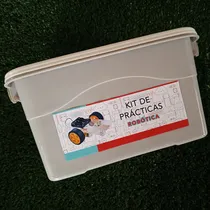 KIT DE
PRÁCTICAS
ROBÓTICA